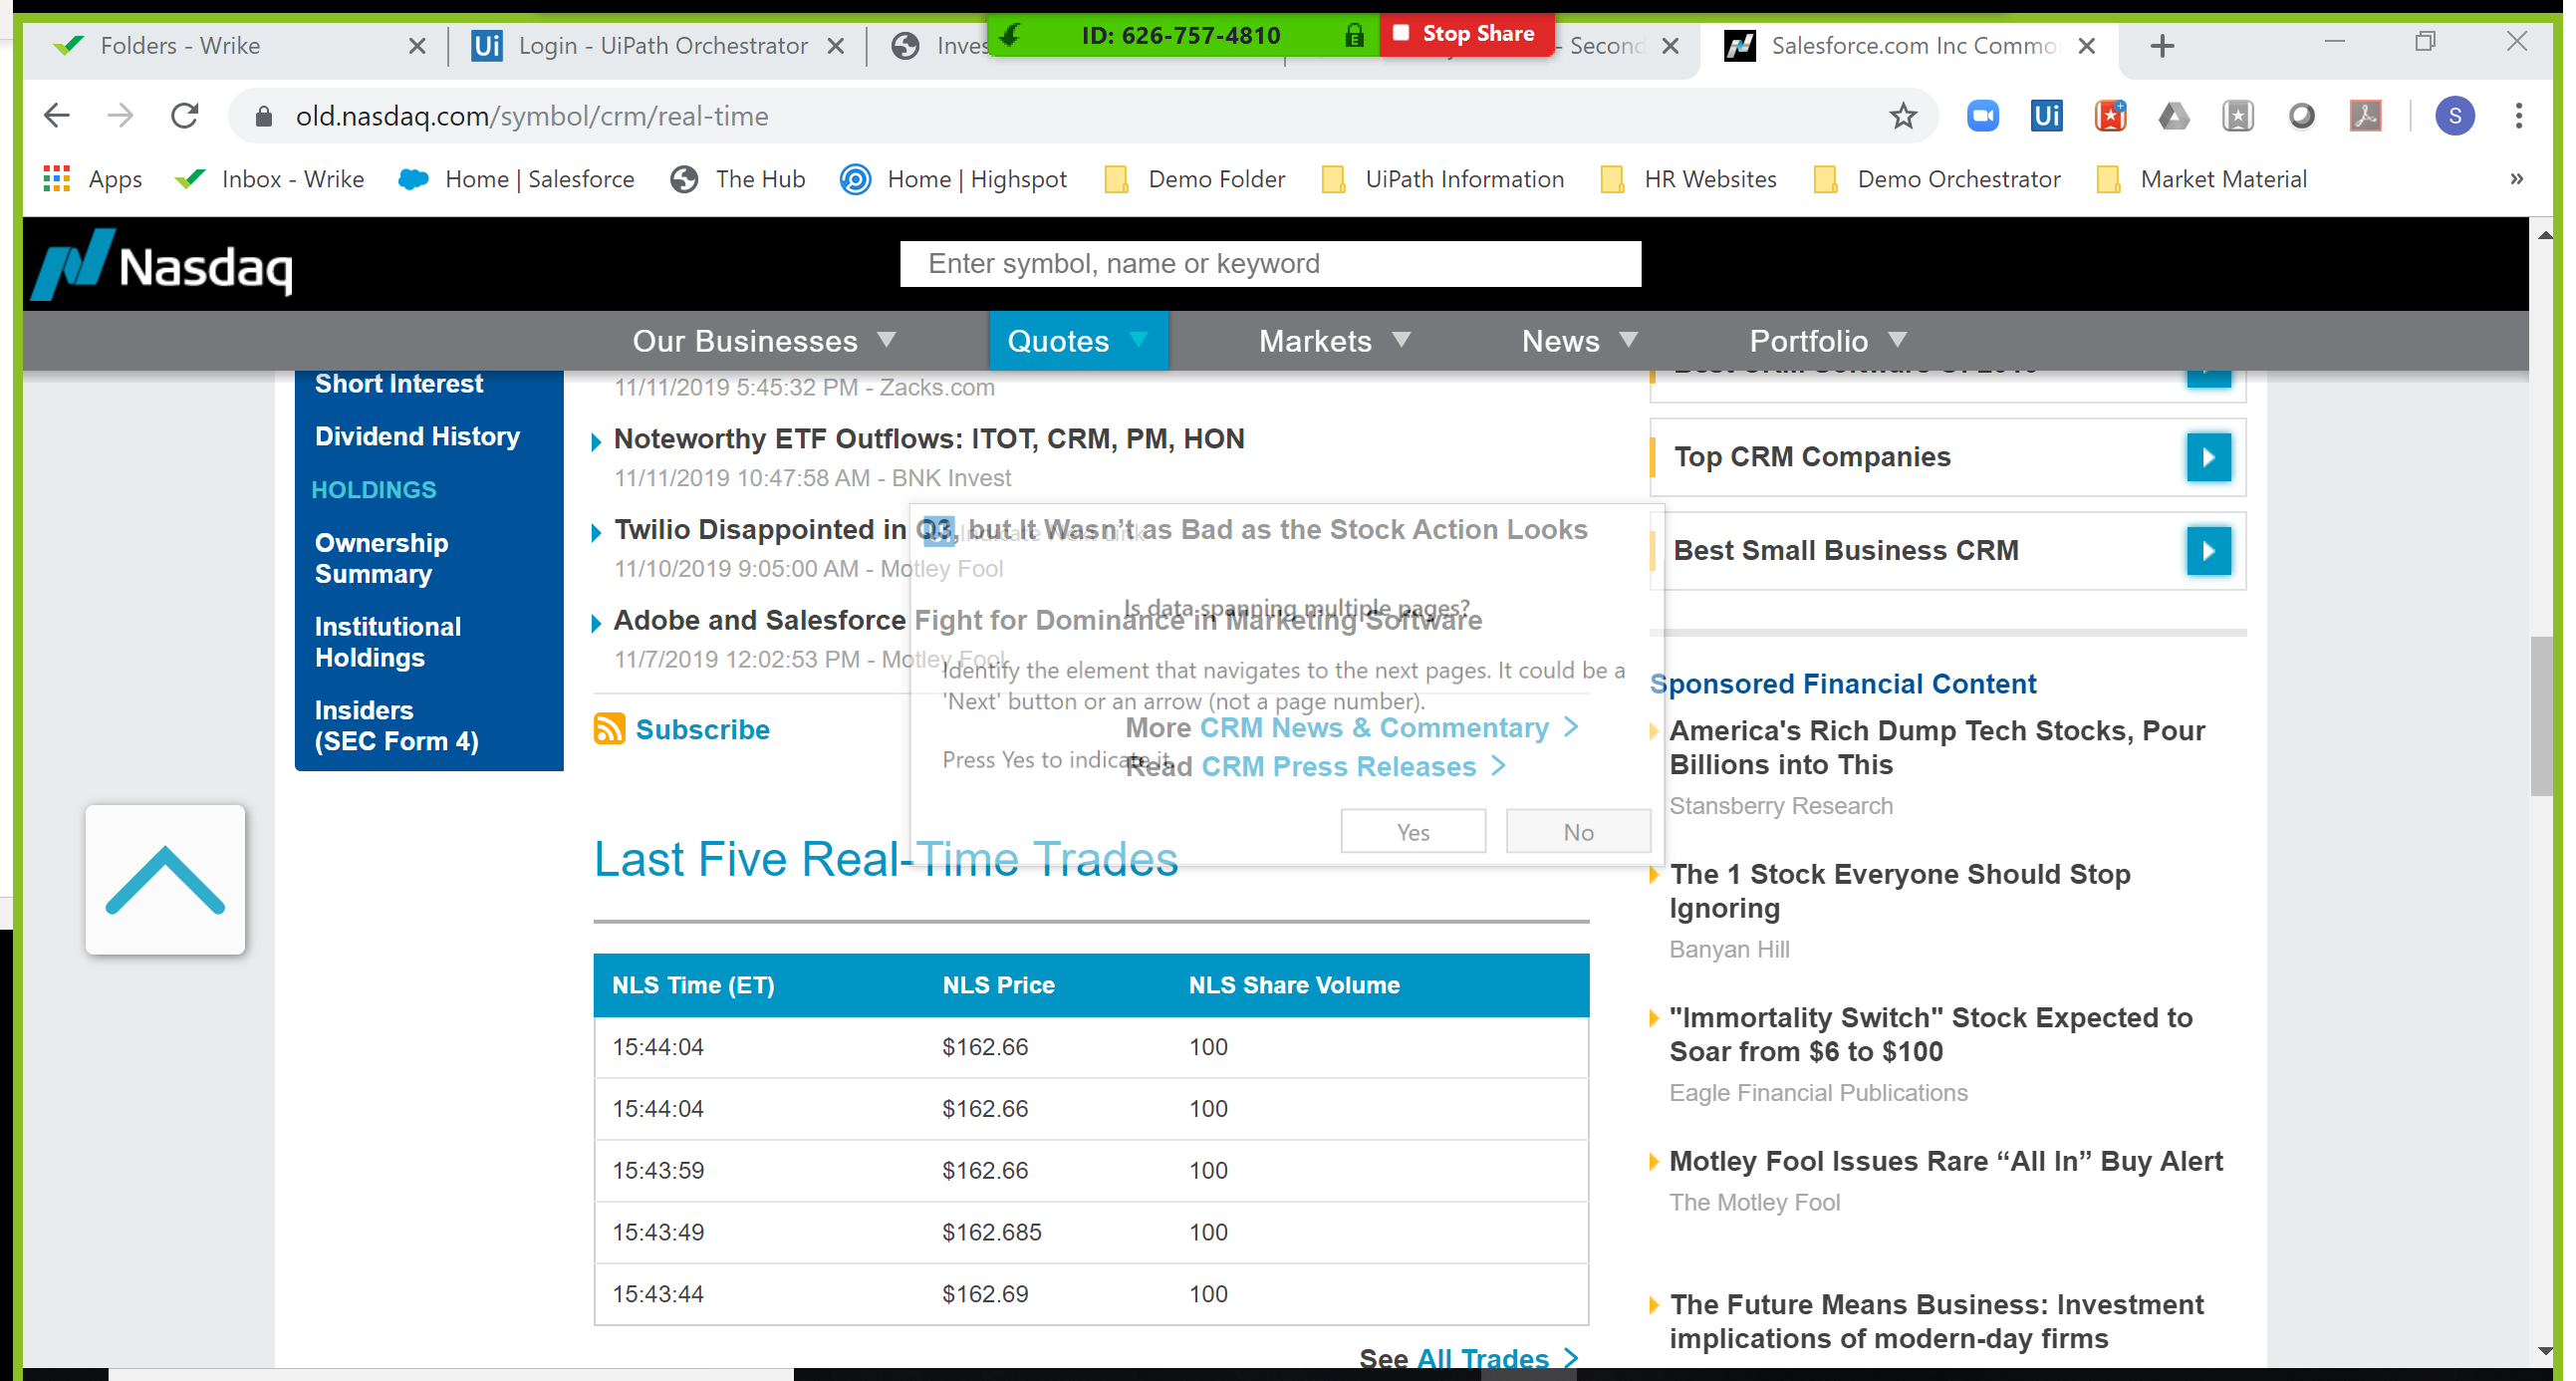 ID: 626-757-4810
Stop Share
Folders - Wrike
Ui Login - UiPath Orchestrator
Inves
- Second
Salesforce.com Inc Commo
old.nasdaq.com/symbol/crm/real-time
Ui
S
Apps
Inbox - Wrike
Home | Salesforce
The Hub
Home | Highspot
Demo Folder
UiPath Information
HR Websites
Demo Orchestrator
Market Material
»
Nasdaq
Enter symbol, name or keyword
Our Businesses
Quotes
Markets
News
Portfolio
Short Interest
Dividend History
HOLDINGS
Ownership
Summary
Institutional
Holdings
Insiders
(SEC Form 4)
11/11/2019 5:45:32 PM - Zacks.com
Noteworthy ETF Outflows: ITOT, CRM, PM, HON
11/11/2019 10:47:58 AM - BNK Invest
Twilio Disappointed in Q3, but It Wasn't as Bad as the Stock Action Looks
11/10/2019 9:05:00 AM - Motley Fool
Adobe and Salesforce Fight for Dominance in Marketing Software
11/7/2019 12:02:53 PM - Motley Fool
Subscribe
More CRM News & Commentary
Read CRM Press Releases
Is data spanning multiple pages?
Identify the element that navigates to the next pages. It could be a
'Next' button or an arrow (not a page number).
Press Yes to indicate it.
Yes
No
Last Five Real-Time Trades
NLS Time (ET) NLS Price NLS Share Volume
15:44:04 $162.66 100
15:44:04 $162.66 100
15:43:59 $162.66 100
15:43:49 $162.685 100
15:43:44 $162.69 100
See All Trades
Top CRM Companies
Best Small Business CRM
Sponsored Financial Content
America's Rich Dump Tech Stocks, Pour
Billions into This
Stansberry Research
The 1 Stock Everyone Should Stop
Ignoring
Banyan Hill
"Immortality Switch" Stock Expected to
Soar from $6 to $100
Eagle Financial Publications
Motley Fool Issues Rare “All In” Buy Alert
The Motley Fool
The Future Means Business: Investment
implications of modern-day firms